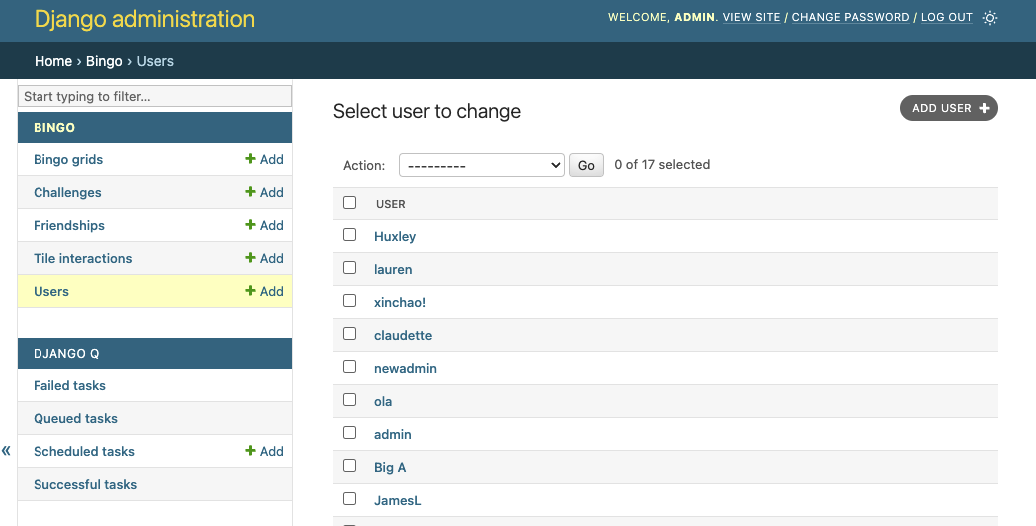 Django administration
WELCOME, ADMIN. VIEW SITE / CHANGE PASSWORD / LOG OUT
Home › Bingo › Users
Start typing to filter...
BINGO
Bingo grids + Add
Challenges + Add
Friendships + Add
Tile interactions + Add
Users + Add
DJANGO Q
Failed tasks
Queued tasks
Scheduled tasks + Add
Successful tasks
«
Select user to change
ADD USER +
Action: --------- Go 0 of 17 selected
USER
Huxley
lauren
xinchao!
claudette
newadmin
ola
admin
Big A
JamesL